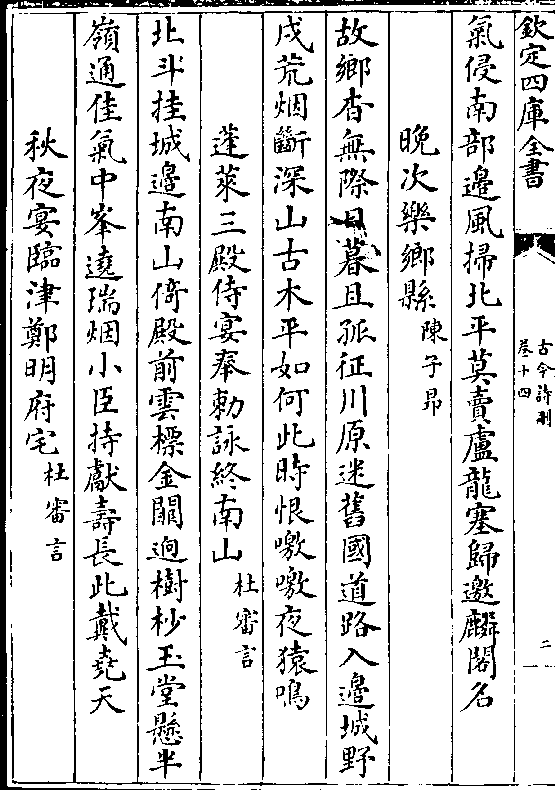 欽定四庫全書
古今詩刪
卷十四
二
氣侵南部邊風掃北平莫賣盧龍塞歸邀麟閣名
晚次樂鄉縣 陳子昂
故鄉杳無際日暮且孤征川原迷舊國道路入邊城野
戍荒烟斷深山古木平如何此時恨噭噭夜猿鳴
蓬萊三殿侍宴奉勅詠終南山 杜審言
北斗挂城邊南山倚殿前雲標金闕逈樹杪玉堂懸半
嶺通佳氣中峯遶瑞烟小臣持獻壽長此戴堯天
秋夜宴臨津鄭明府宅 杜審言